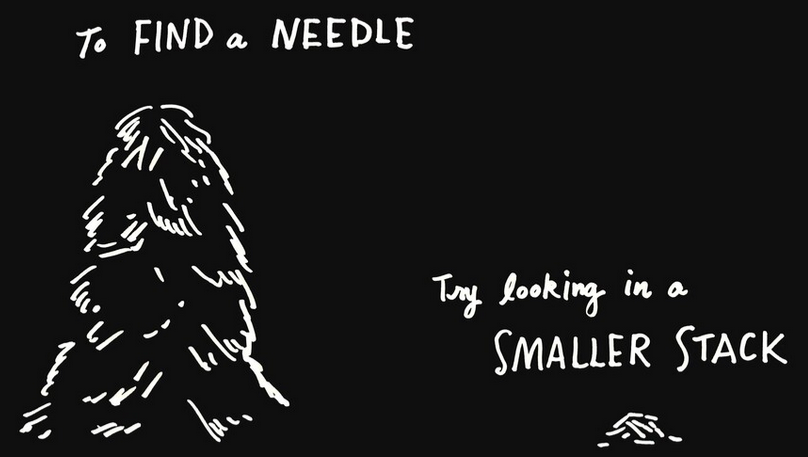 To FIND a NEEDLE
Try looking in a
SMALLER STACK